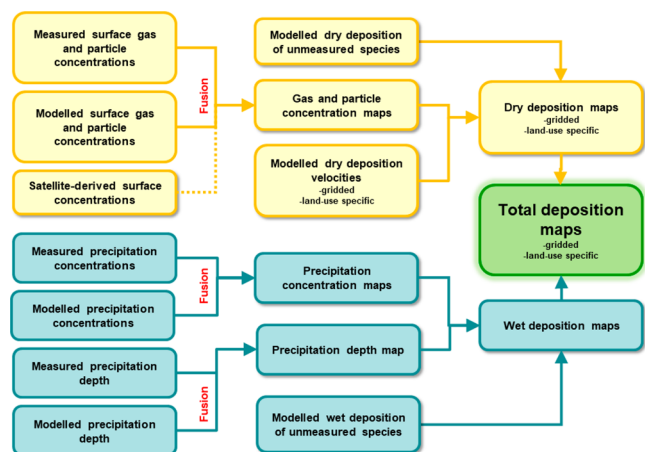 Measured surface gas
and particle
concentrations
Modelled surface gas
and particle
concentrations
Satellite-derived surface
concentrations
Fusion
Modelled dry deposition
of unmeasured species
Gas and particle
concentration maps
Modelled dry deposition
velocities
-gridded
-land-use specific
Dry deposition maps
-gridded
-land-use specific
Total deposition
maps
-gridded
-land-use specific
Measured precipitation
concentrations
Modelled precipitation
concentrations
Fusion
Measured precipitation
depth
Modelled precipitation
depth
Fusion
Precipitation
concentration maps
Precipitation depth map
Modelled wet deposition
of unmeasured species
Wet deposition maps